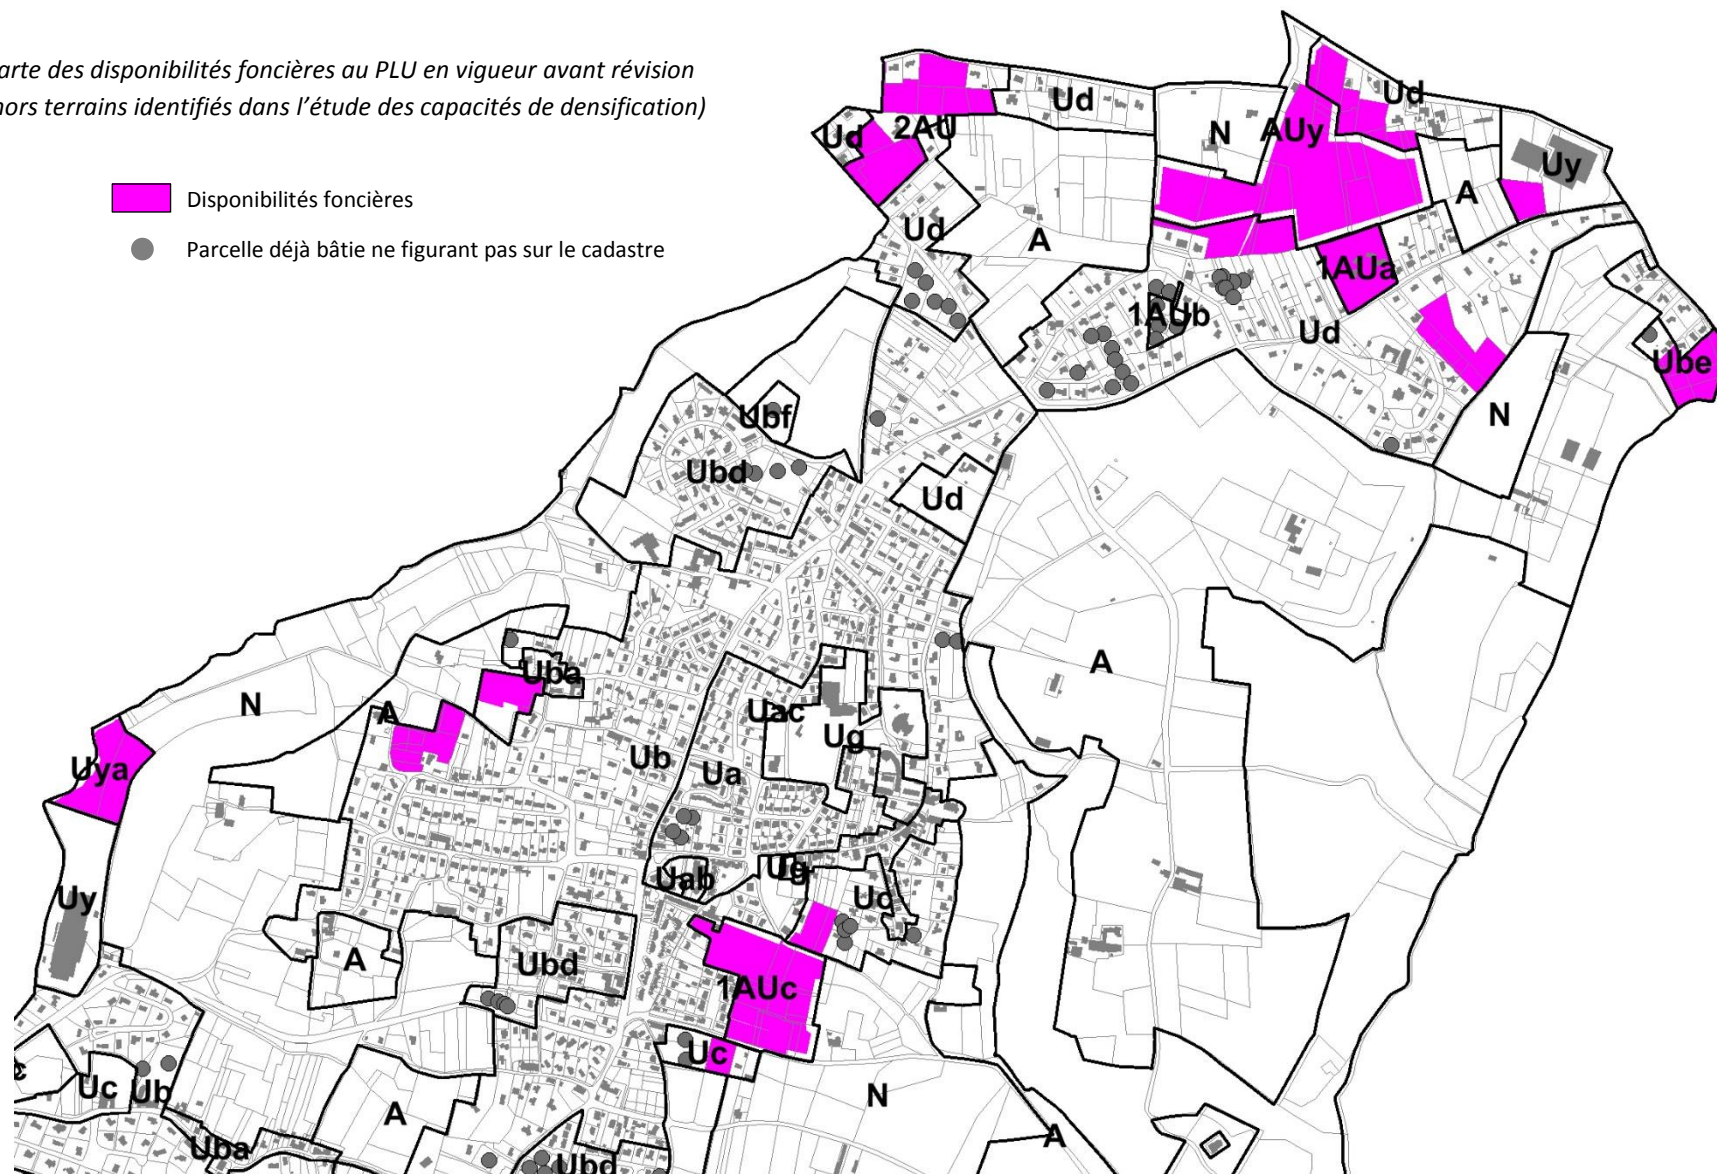 arte des disponibilités foncières au PLU en vigueur avant révision
hors terrains identifiés dans l'étude des capacités de densification)
Disponibilités foncières
Parcelle déjà bâtie ne figurant pas sur le cadastre
Ud
Ud
Ud
2AU
N
AUy
Uy
A
Ud
A
1AUa
1AUb
Ud
Ube
N
Ubf
Ubd
Ud
A
Uba
N
A
Uac
Ug
Ub
Ua
Uya
Uab
Ug
Uc
Uy
A
Ubd
1AUc
Uc
c
Uc
Ub
N
A
A
Uba
Ubd